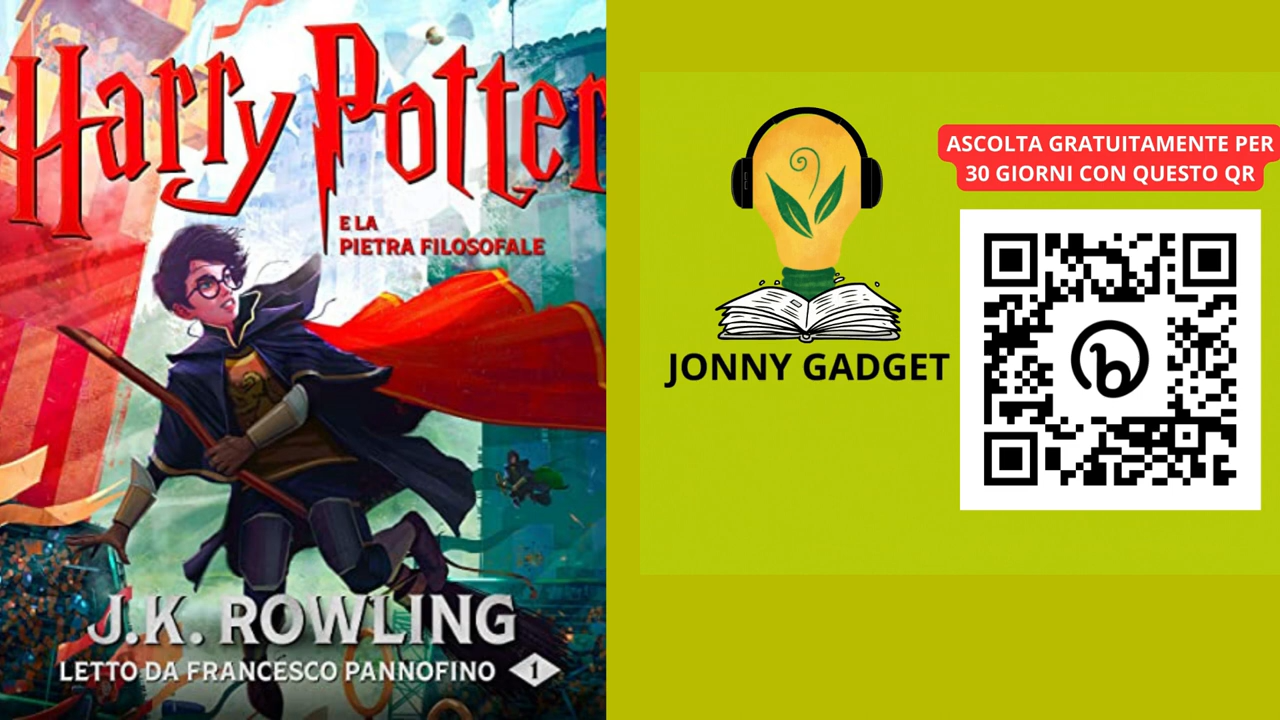 Harry Potter
E LA
PIETRA FILOSOFALE
J.K. ROWLING
LETTO DA FRANCESCO PANNOFINO 1
JONNY GADGET
ASCOLTA GRATUITAMENTE PER
30 GIORNI CON QUESTO QR
b